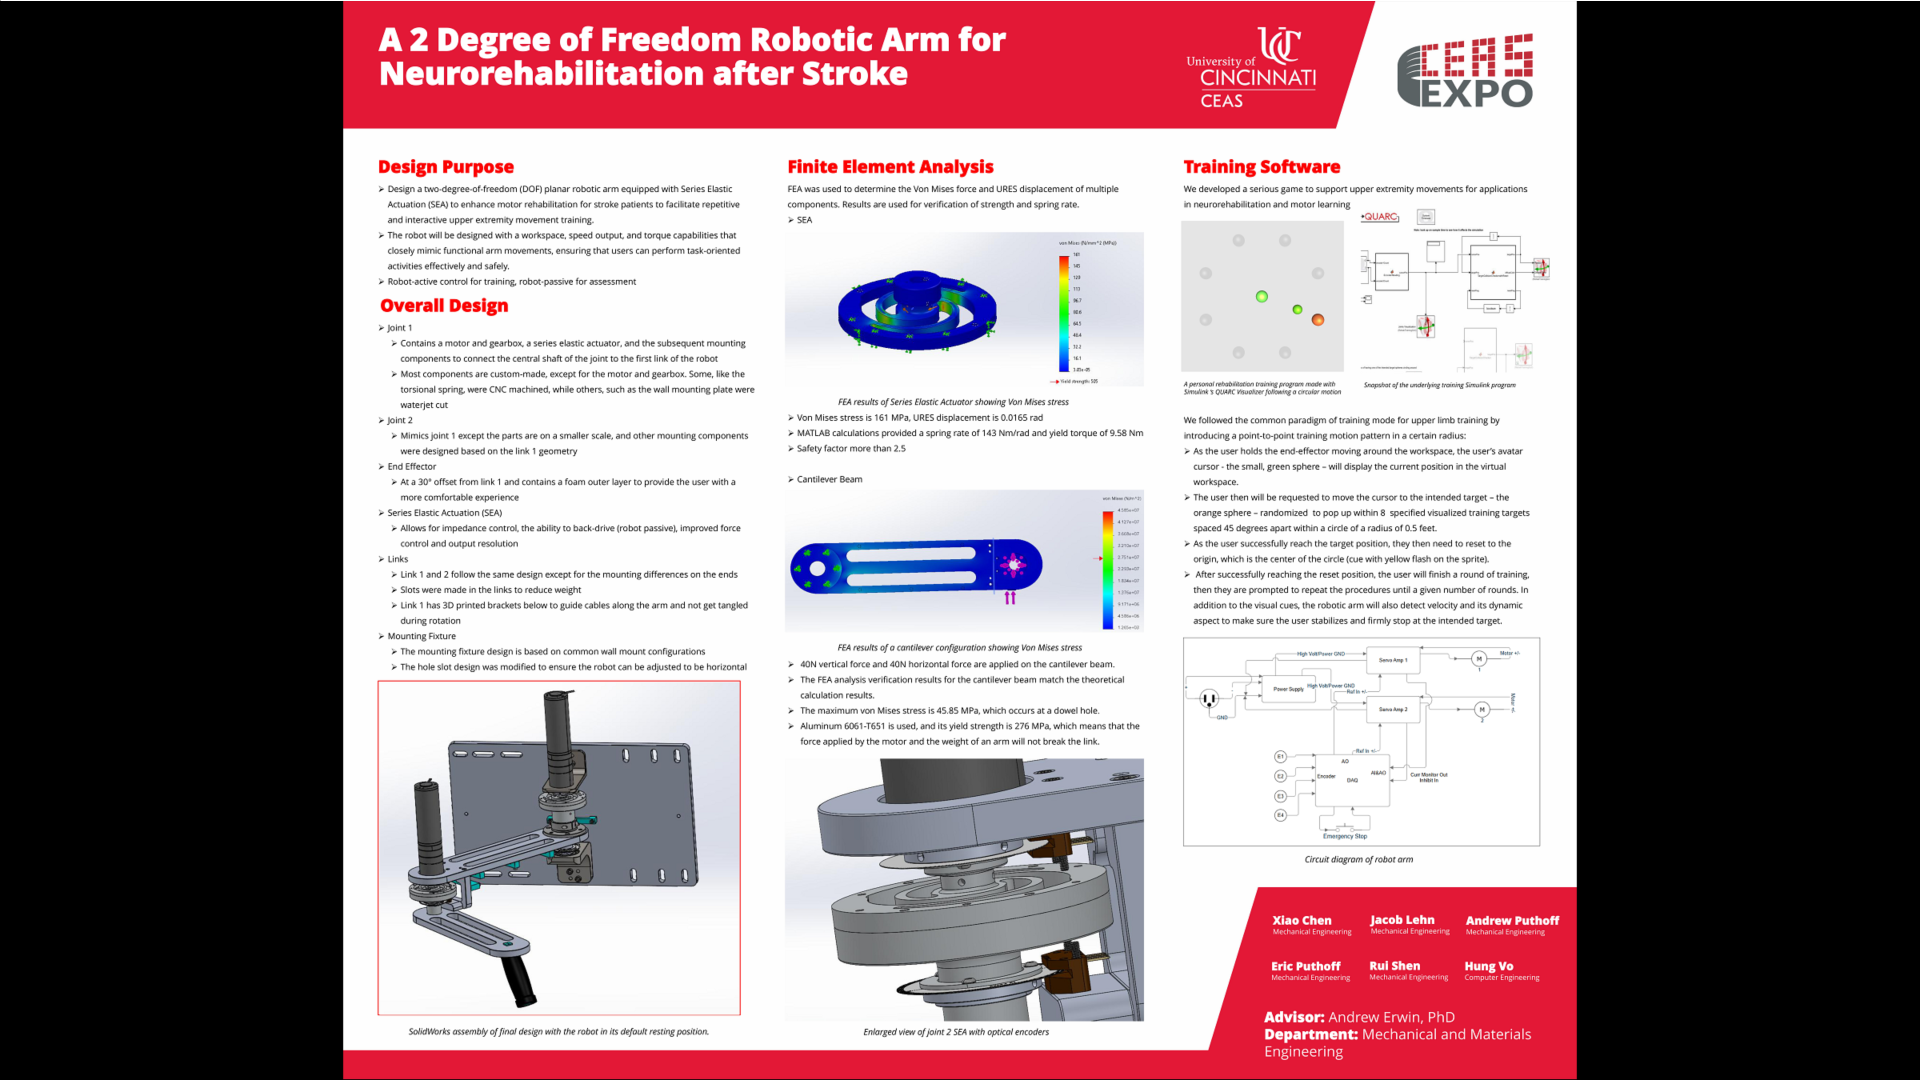 A 2 Degree of Freedom Robotic Arm for
Neurorehabilitation after Stroke
University of
CINCINNATI
CEAS
CEAS
EXPO
Design Purpose
➢ Design a two-degree-of-freedom (DOF) planar robotic arm equipped with Series Elastic
Actuation (SEA) to enhance motor rehabilitation for stroke patients to facilitate repetitive
and interactive upper extremity movement training.
➢ The robot will be designed with a workspace, speed output, and torque capabilities that
closely mimic functional arm movements, ensuring that users can perform task-oriented
activities effectively and safely.
➢ Robot-active control for training, robot-passive for assessment
Overall Design
➢ Joint 1
➢ Contains a motor and gearbox, a series elastic actuator, and the subsequent mounting
components to connect the central shaft of the joint to the first link of the robot
➢ Most components are custom-made, except for the motor and gearbox. Some, like the
torsional spring, were CNC machined, while others, such as the wall mounting plate were
waterjet cut
➢ Joint 2
➢ Mimics joint 1 except the parts are on a smaller scale, and other mounting components
were designed based on the link 1 geometry
➢ End Effector
➢ At a 30° offset from link 1 and contains a foam outer layer to provide the user with a
more comfortable experience
➢ Series Elastic Actuation (SEA)
➢ Allows for impedance control, the ability to back-drive (robot passive), improved force
control and output resolution
➢ Links
➢ Link 1 and 2 follow the same design except for the mounting differences on the ends
➢ Slots were made in the links to reduce weight
➢ Link 1 has 3D printed brackets below to guide cables along the arm and not get tangled
during rotation
➢ Mounting Fixture
➢ The mounting fixture design is based on common wall mount configurations
➢ The hole slot design was modified to ensure the robot can be adjusted to be horizontal
SolidWorks assembly of final design with the robot in its default resting position.
Finite Element Analysis
FEA was used to determine the Von Mises force and URES displacement of multiple
components. Results are used for verification of strength and spring rate.
➢ SEA
von Mises (N/mm^2 (MPa))
161
145
129
113
96.7
80.6
64.5
48.4
32.2
16.1
Yield strength: 505
FEA results of Series Elastic Actuator showing Von Mises stress
➢ Von Mises stress is 161 MPa, URES displacement is 0.0165 rad
➢ MATLAB calculations provided a spring rate of 143 Nm/rad and yield torque of 9.58 Nm
➢ Safety factor more than 2.5
➢ Cantilever Beam
von Mises (N/m^2)
FEA results of a cantilever configuration showing Von Mises stress
➢ 40N vertical force and 40N horizontal force are applied on the cantilever beam.
➢ The FEA analysis verification results for the cantilever beam match the theoretical
calculation results.
➢ The maximum von Mises stress is 45.85 MPa, which occurs at a dowel hole.
➢ Aluminum 6061-T651 is used, and its yield strength is 276 MPa, which means that the
force applied by the motor and the weight of an arm will not break the link.
Enlarged view of joint 2 SEA with optical encoders
Training Software
We developed a serious game to support upper extremity movements for applications
in neurorehabilitation and motor learning
QUARC
A personal rehabilitation training program made with
Simulink 's QUARC Visualizer following a circular motion
Snapshot of the underlying training Simulink program
We followed the common paradigm of training mode for upper limb training by
introducing a point-to-point training motion pattern in a certain radius:
➢ As the user holds the end-effector moving around the workspace, the user's avatar
cursor - the small, green sphere – will display the current position in the virtual
workspace.
➢ The user then will be requested to move the cursor to the intended target – the
orange sphere – randomized to pop up within 8 specified visualized training targets
spaced 45 degrees apart within a circle of a radius of 0.5 feet.
➢ As the user successfully reach the target position, they then need to reset to the
origin, which is the center of the circle (cue with yellow flash on the sprite).
➢ After successfully reaching the reset position, the user will finish a round of training,
then they are prompted to repeat the procedures until a given number of rounds. In
addition to the visual cues, the robotic arm will also detect velocity and its dynamic
aspect to make sure the user stabilizes and firmly stop at the intended target.
High Volt/Power GND
Servo Amp 1
M
1
Motor +/-
Power Supply
High Volt/Power GND
Ref In +/-
Servo Amp 2
M
2
Motor +/-
GND
Ref In +/-
E1
E2
E3
E4
AO
Encoder
AI&AO
DAQ
Curr Monitor Out
Inhibit In
Emergency Stop
Circuit diagram of robot arm
Xiao Chen
Mechanical Engineering
Jacob Lehn
Mechanical Engineering
Andrew Puthoff
Mechanical Engineering
Eric Puthoff
Mechanical Engineering
Rui Shen
Mechanical Engineering
Hung Vo
Computer Engineering
Advisor: Andrew Erwin, PhD
Department: Mechanical and Materials
Engineering